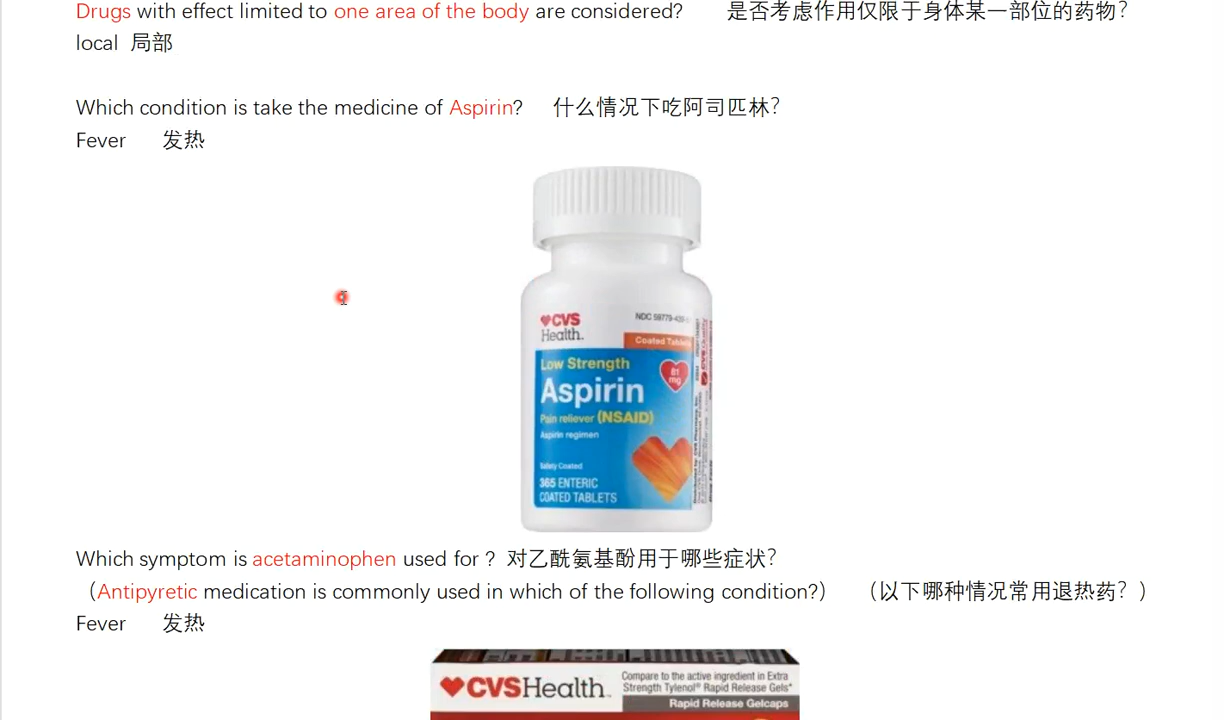 Drugs with effect limited to one area of the body are considered? 是否考虑作用仅限于身体某一部位的药物？
local 局部
Which condition is take the medicine of Aspirin? 什么情况下吃阿司匹林？
Fever 发热
CVS
Health.
NDC 59779-
Coated Tablets
Low Strength
81
mg
Aspirin
Pain reliever (NSAID)
Aspirin regimen
Safety Coated
365 ENTERIC
COATED TABLETS
Which symptom is acetaminophen used for ? 对乙酰氨基酚用于哪些症状？
（Antipyretic medication is commonly used in which of the following condition?） （以下哪种情况常用退热药？）
Fever 发热
CVSHealth.
Compare to the active ingredient in Extra
Strength Tylenol® Rapid Release Gels*
Rapid Release Gelcaps